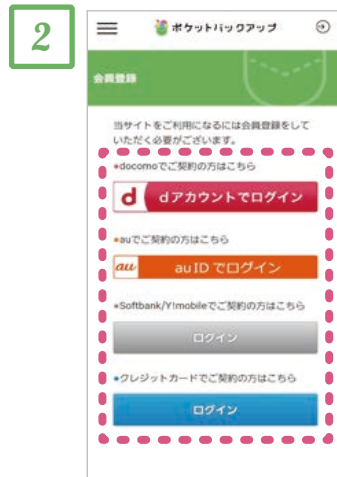 2
ポケットバックアップ
会員登録
当サイトをご利用になるには会員登録をして
いただく必要がございます。
●docomoでご契約の方はこちら
d dアカウントでログイン
●auでご契約の方はこちら
au au ID でログイン
●Softbank/Y!mobileでご契約の方はこちら
ログイン
●クレジットカードでご契約の方はこちら
ログイン